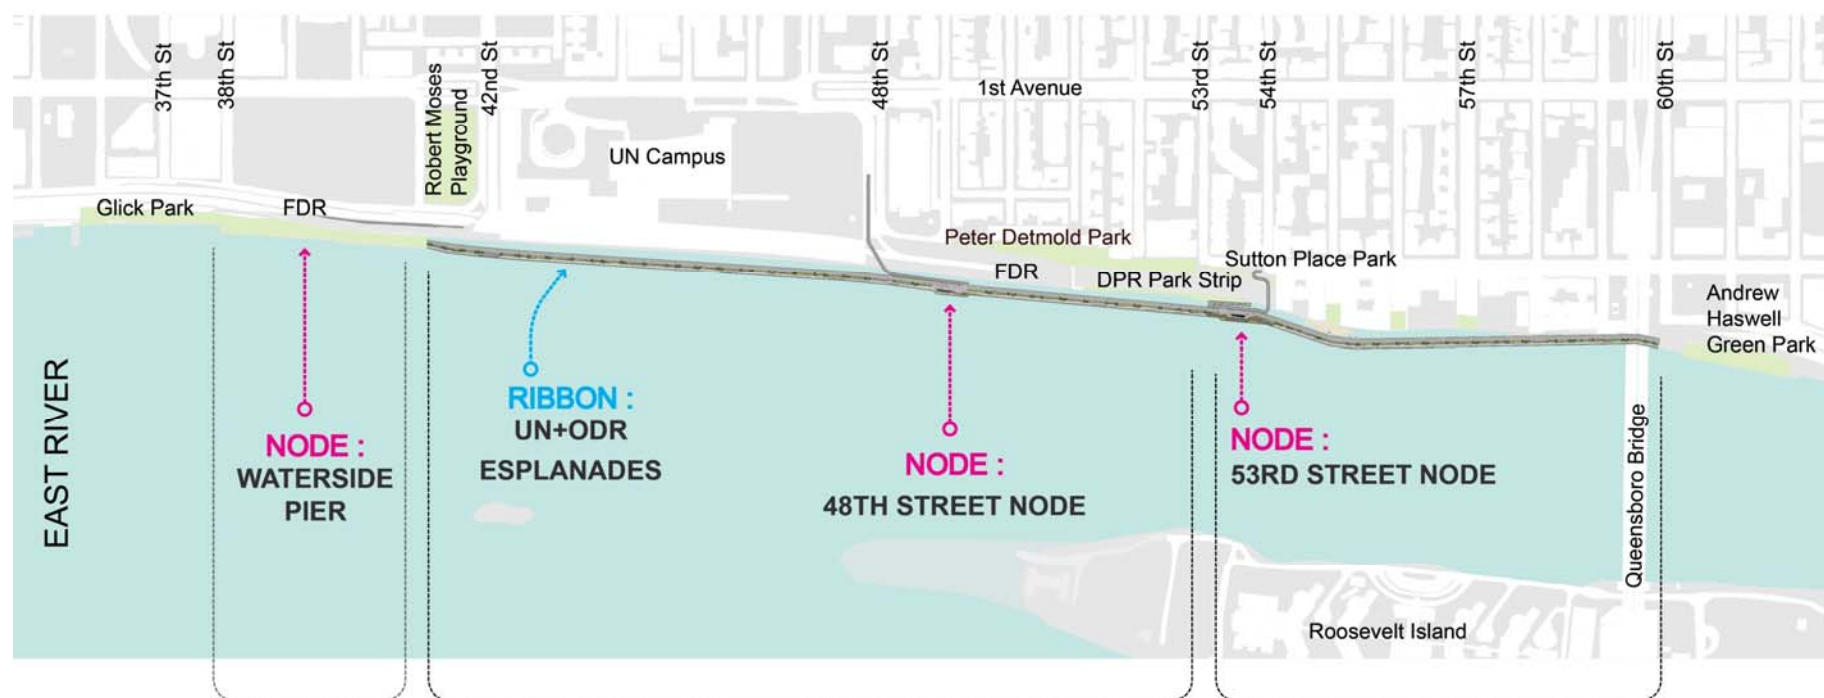 37th St
38th St
Robert Moses
Playground
42nd St
48th St
1st Avenue
53rd St
54th St
57th St
60th St
UN Campus
Glick Park
FDR
Peter Detmold Park
FDR
DPR Park Strip
Sutton Place Park
Andrew
Haswell
Green Park
EAST RIVER
NODE :
WATERSIDE
PIER
RIBBON :
UN+ODR
ESPLANADES
NODE :
48TH STREET NODE
NODE :
53RD STREET NODE
Queensboro Bridge
Roosevelt Island